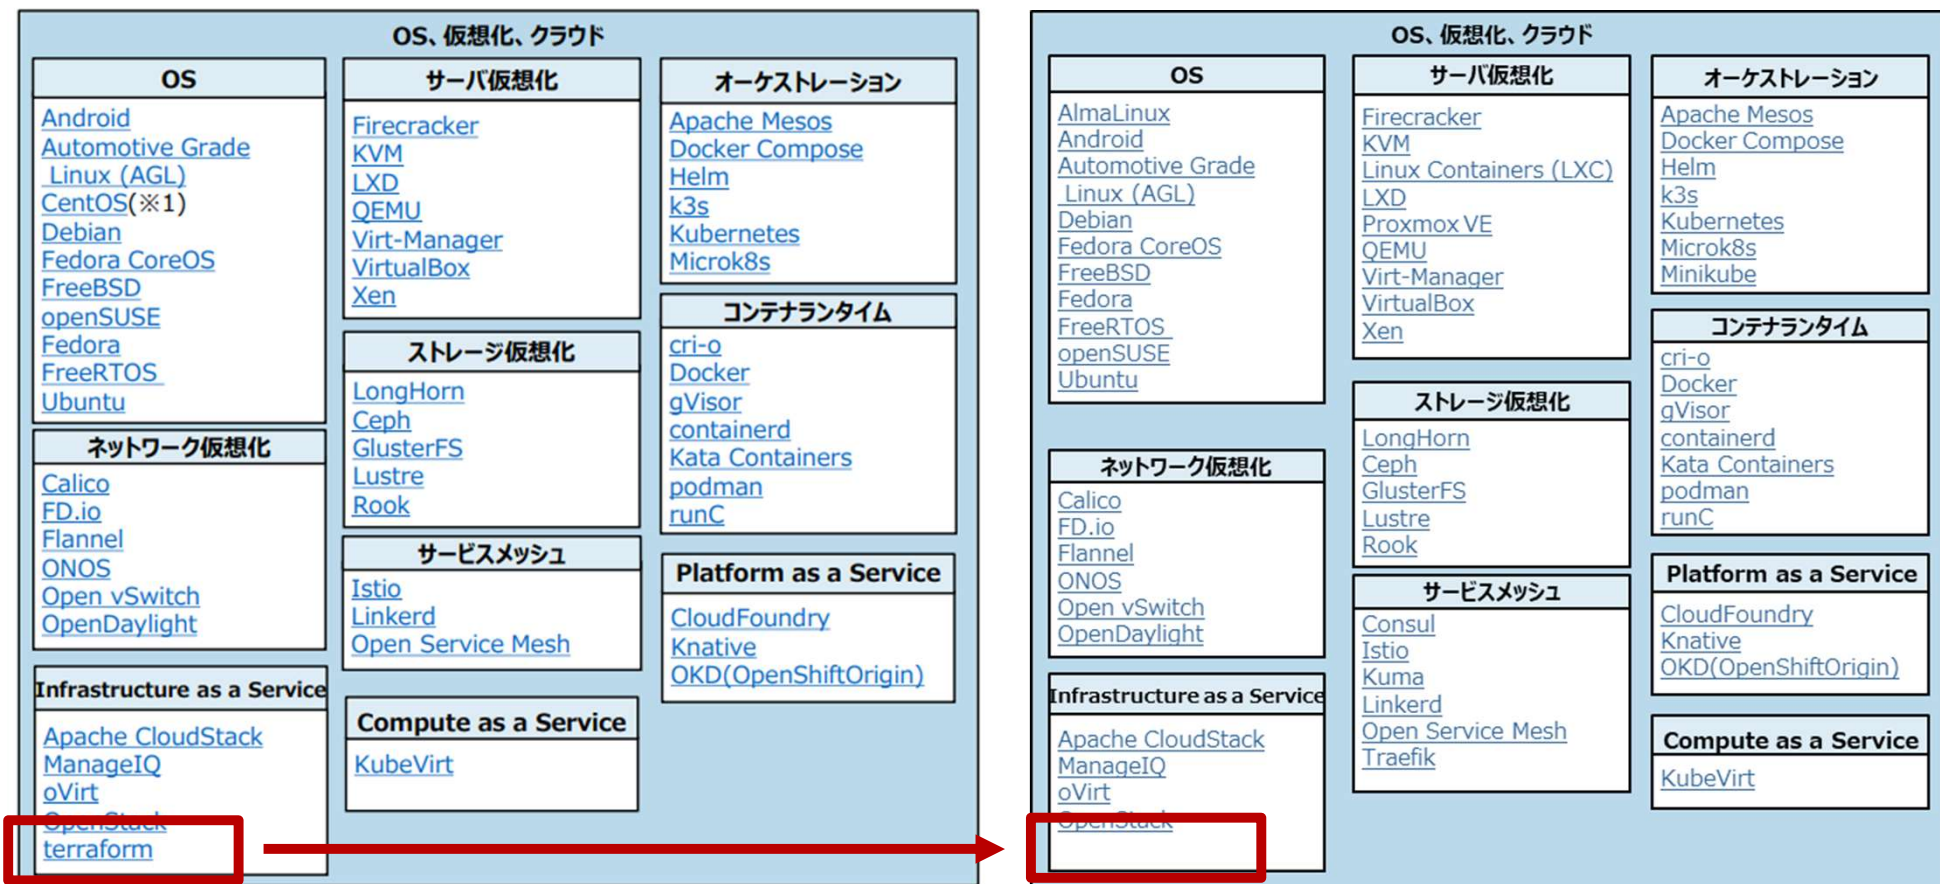 OS、仮想化、クラウド
OS
Android
Automotive Grade
Linux (AGL)
CentOS(※1)
Debian
Fedora CoreOS
FreeBSD
openSUSE
Fedora
FreeRTOS
Ubuntu
ネットワーク仮想化
Calico
FD.io
Flannel
ONOS
Open vSwitch
OpenDaylight
Infrastructure as a Service
Apache CloudStack
ManageIQ
oVirt
OpenStack
terraform
サーバ仮想化
Firecracker
KVM
LXD
QEMU
Virt-Manager
VirtualBox
Xen
ストレージ仮想化
LongHorn
Ceph
GlusterFS
Lustre
Rook
サービスメッシュ
Istio
Linkerd
Open Service Mesh
Compute as a Service
KubeVirt
オーケストレーション
Apache Mesos
Docker Compose
Helm
k3s
Kubernetes
Microk8s
コンテナランタイム
cri-o
Docker
gVisor
containerd
Kata Containers
podman
runC
Platform as a Service
CloudFoundry
Knative
OKD(OpenShiftOrigin)
OS、仮想化、クラウド
OS
AlmaLinux
Android
Automotive Grade
Linux (AGL)
Debian
Fedora CoreOS
FreeBSD
Fedora
FreeRTOS
openSUSE
Ubuntu
ネットワーク仮想化
Calico
FD.io
Flannel
ONOS
Open vSwitch
OpenDaylight
Infrastructure as a Service
Apache CloudStack
ManageIQ
oVirt
OpenStack
サーバ仮想化
Firecracker
KVM
Linux Containers (LXC)
LXD
Proxmox VE
QEMU
Virt-Manager
VirtualBox
Xen
ストレージ仮想化
LongHorn
Ceph
GlusterFS
Lustre
Rook
サービスメッシュ
Consul
Istio
Kuma
Linkerd
Open Service Mesh
Traefik
オーケストレーション
Apache Mesos
Docker Compose
Helm
k3s
Kubernetes
Microk8s
Minikube
コンテナランタイム
cri-o
Docker
gVisor
containerd
Kata Containers
podman
runC
Platform as a Service
CloudFoundry
Knative
OKD(OpenShiftOrigin)
Compute as a Service
KubeVirt